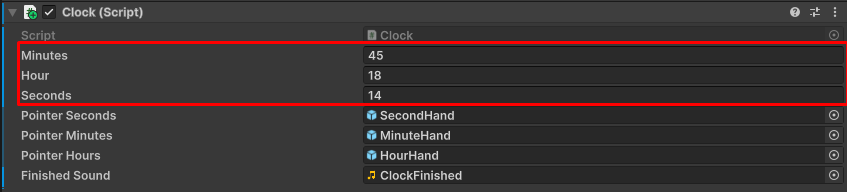 Clock (Script)
Script Clock
Minutes 45
Hour 18
Seconds 14
Pointer Seconds SecondHand
Pointer Minutes MinuteHand
Pointer Hours HourHand
Finished Sound ClockFinished